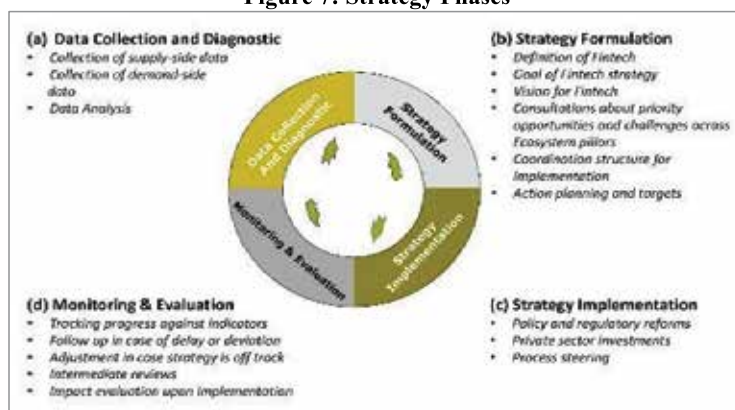 Figure 7: Strategy Phases
(a) Data Collection and Diagnostic
• Collection of supply-side data
• Collection of demand-side
data
• Data Analysis
(b) Strategy Formulation
• Definition of Fintech
• Goal of Fintech strategy
• Vision for Fintech
• Consultations about priority
opportunities and challenges across
Ecosystem pillars
• Coordination structure for
implementation
• Action planning and targets
Data Collection
And Diagnostic
Strategy
Formulation
Monitoring & Evaluation
Strategy
Implementation
(d) Monitoring & Evaluation
• Tracking progress against indicators
• Follow up in case of delay or deviation
• Adjustment in case strategy is off track
• Intermediate reviews
• Impact evaluation upon implementation
(c) Strategy Implementation
• Policy and regulatory reforms
• Private sector investments
• Process steering